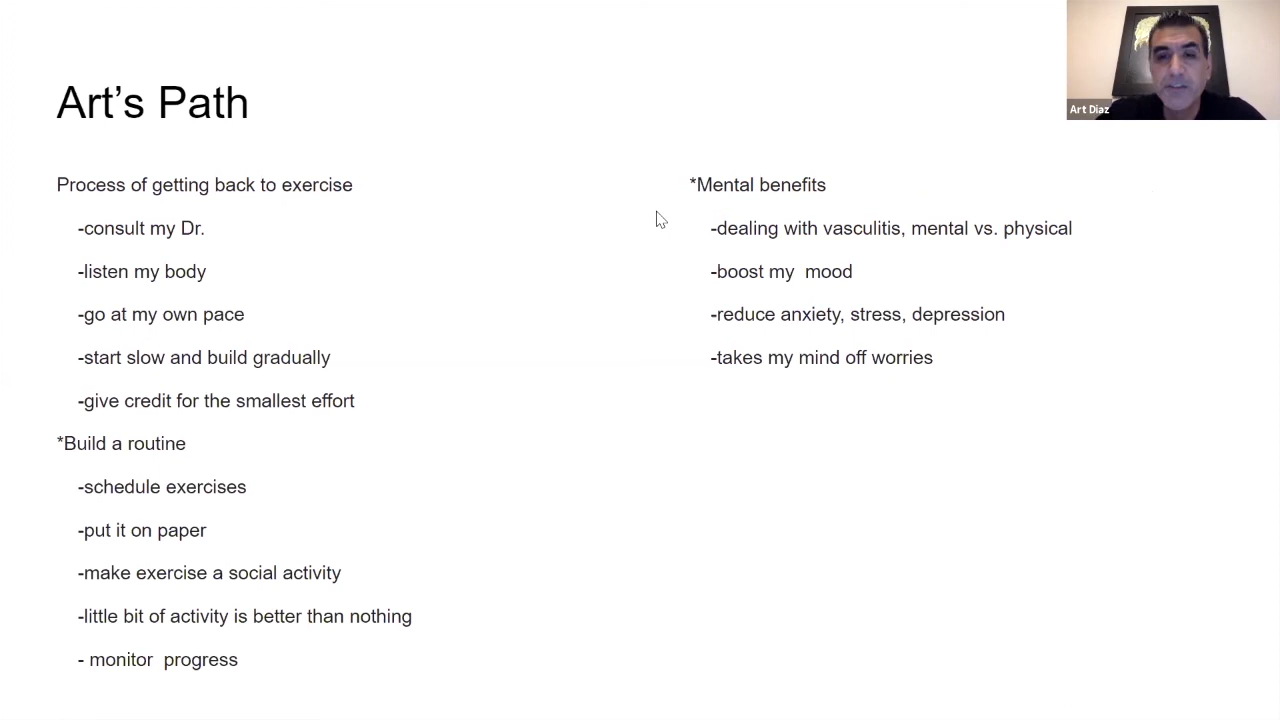 Art’s Path
Process of getting back to exercise
-consult my Dr.
-listen my body
-go at my own pace
-start slow and build gradually
-give credit for the smallest effort
*Build a routine
-schedule exercises
-put it on paper
-make exercise a social activity
-little bit of activity is better than nothing
- monitor  progress
*Mental benefits
-dealing with vasculitis, mental vs. physical
-boost my  mood
-reduce anxiety, stress, depression
-takes my mind off worries
Art Diaz